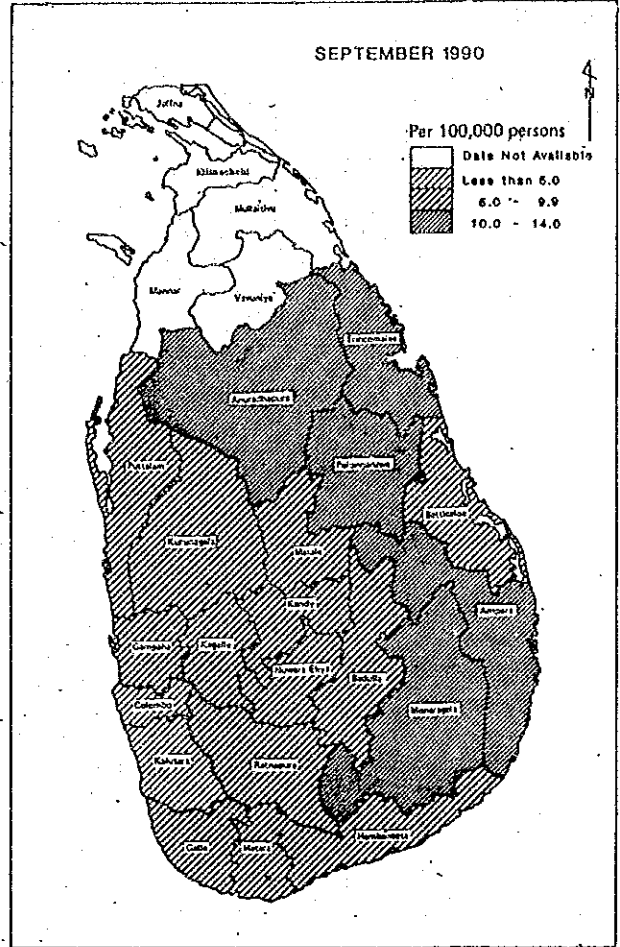 SEPTEMBER 1990
N
Per 100,000 persons
Data Not Available
Less than 5.0
5.0 - 9.9
10.0 - 14.0
Jaffna
Kilinochchi
Mullaitivu
Mannar
Vavuniya
Trincomalee
Anuradhapura
Polonnaruwa
Puttalam
Batticaloa
Kurunegala
Matale
Kandy
Ampara
Gampaha
Kegalle
Nuwara Eliya
Badulla
Colombo
Moneragala
Kalutara
Ratnapura
Hambantota
Galle
Matara